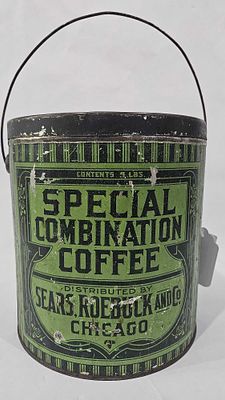 CONTENTS 5 LBS.
SPECIAL
COMBINATION
COFFEE
DISTRIBUTED BY
SEARS, ROEBUCK AND Co
CHICAGO